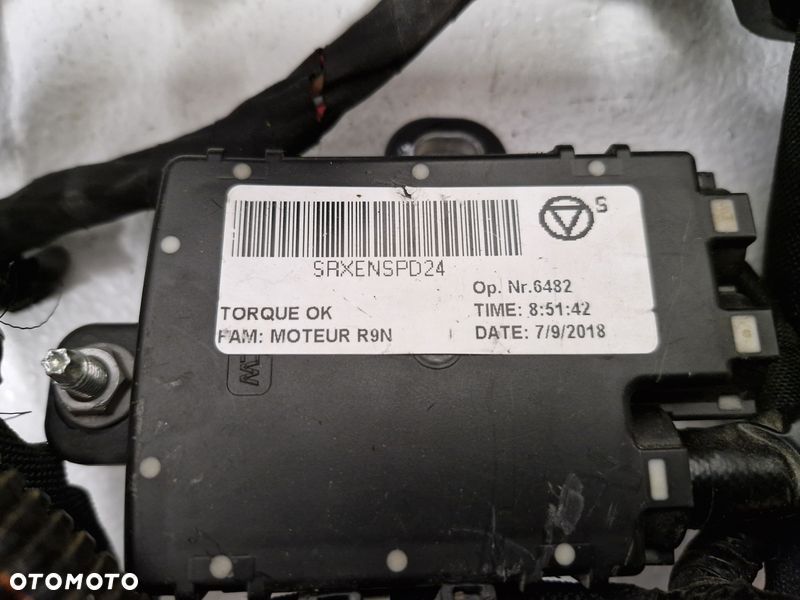 S
SRXENSPD24
Op. Nr.6482
TORQUE OK
TIME: 8:51:42
FAM: MOTEUR R9N
DATE: 7/9/2018
OTOMOTO